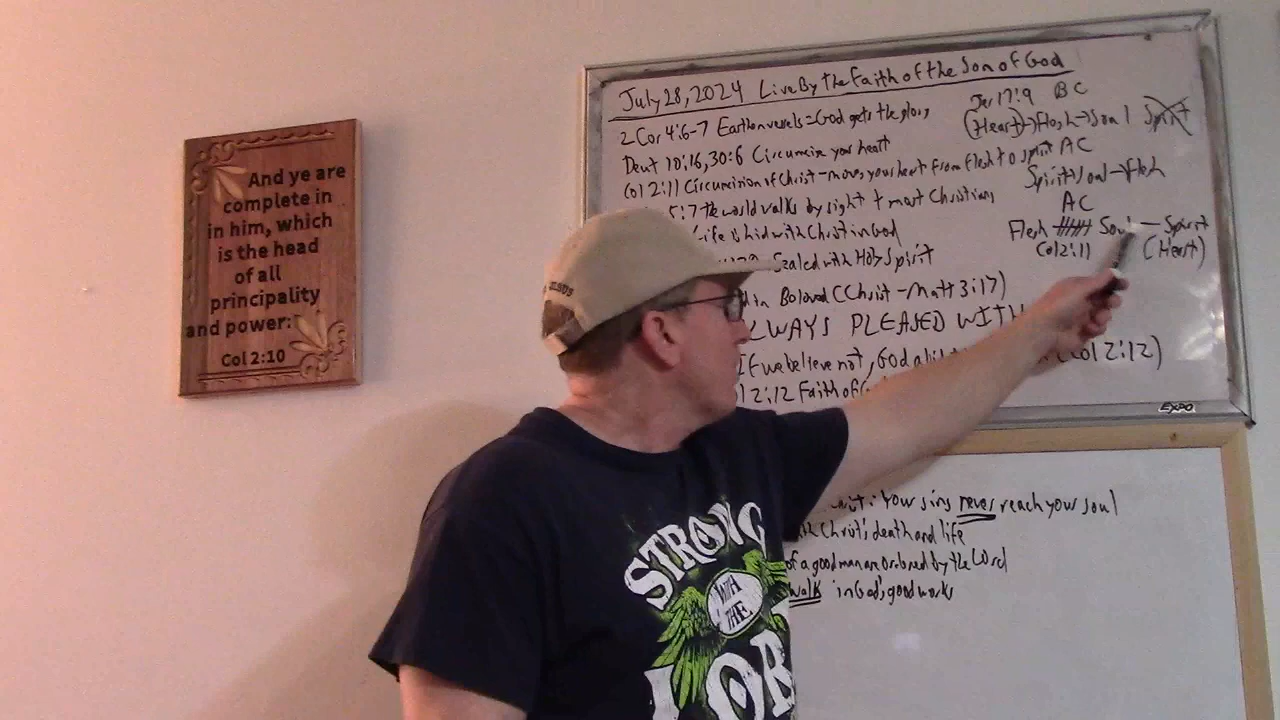 And ye are
complete in
in him, which
is the head
of all
principality
and power:
Col 2:10
July 28, 2024 Live By the Faith of the Son of God
2 Cor 4:6-7 Earthen vessels = God gets the glory
Deut 10:16, 30:6 Circumcise your heart
Col 2:11 Circumcision of Christ - moves your heart from flesh to spirit
5:7 the world walks by sight + most Christians
life is hid with Christ in God
Sealed with Holy Spirit
in Beloved (Christ - Matt 3:17)
ALWAYS PLEASED WITH
If we believe not, God
Col 2:12)
2:12 Faith of
Jer 17:9 BC
(Heart) → Flesh → Soul Spirit
AC
Spirit → Soul → Flesh
AC
Flesh Soul - Spirit
Col 2:11 (Heart)
EXPO
your sins never reach your soul
Christ's death and life
of a good man are ordered by the Lord
walk in God's good works
STRONG
THE
LOR